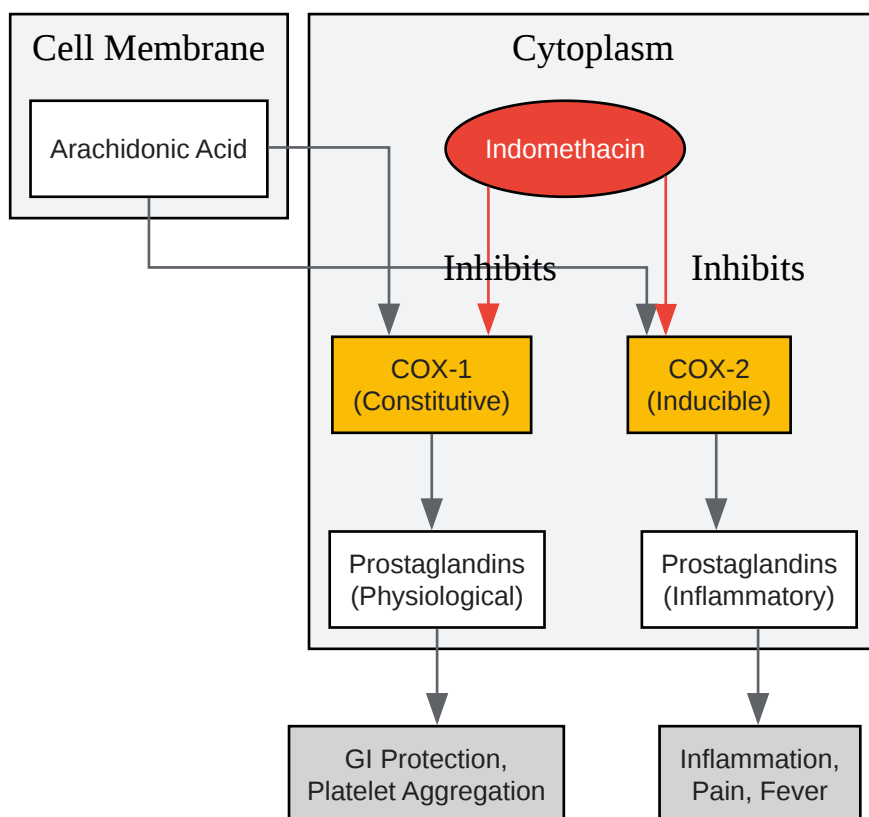 Cell Membrane
Cytoplasm
Arachidonic Acid
Indomethacin
Inhibits
Inhibits
COX-1
(Constitutive)
COX-2
(Inducible)
Prostaglandins
(Physiological)
Prostaglandins
(Inflammatory)
GI Protection,
Platelet Aggregation
Inflammation,
Pain, Fever